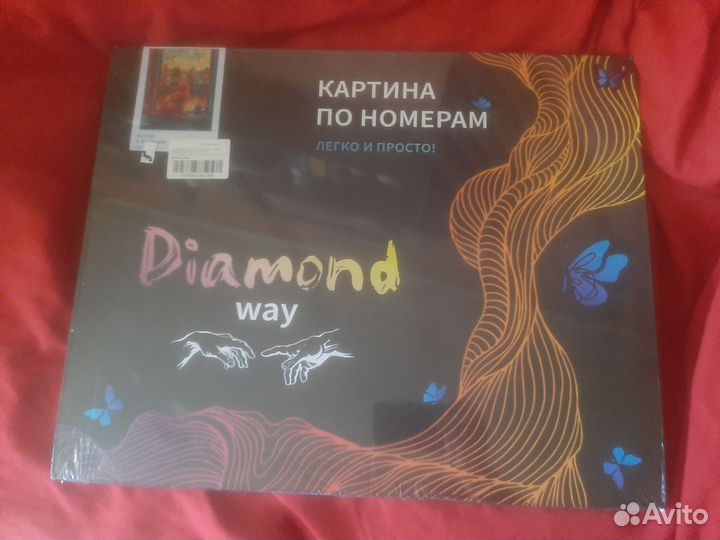 КАРТИНА
ПО НОМЕРАМ
ЛЕГКО И ПРОСТО!
Diamond
way
Avito